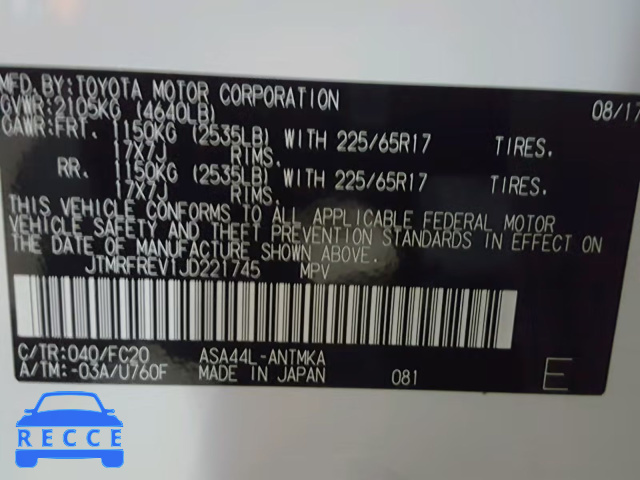 MFD.BY:TOYOTA MOTOR CORPORATION 08/17
GVWR:2105KG (4640LB)
GAWR:FRT. 1150KG (2535LB) WITH 225/65R17 TIRES.
17X7J RIMS.
RR. 1150KG (2535LB) WITH 225/65R17 TIRES.
17X7J RIMS.
THIS VEHICLE CONFORMS TO ALL APPLICABLE FEDERAL MOTOR
VEHICLE SAFETY AND THEFT PREVENTION STANDARDS IN EFFECT ON
THE DATE OF MANUFACTURE SHOWN ABOVE.
JTMRFREV1JD221745 MPV
C/TR:040/FC20 ASA44L-ANTMKA
A/TM:-03A/U760F MADE IN JAPAN 081 E
RECCE